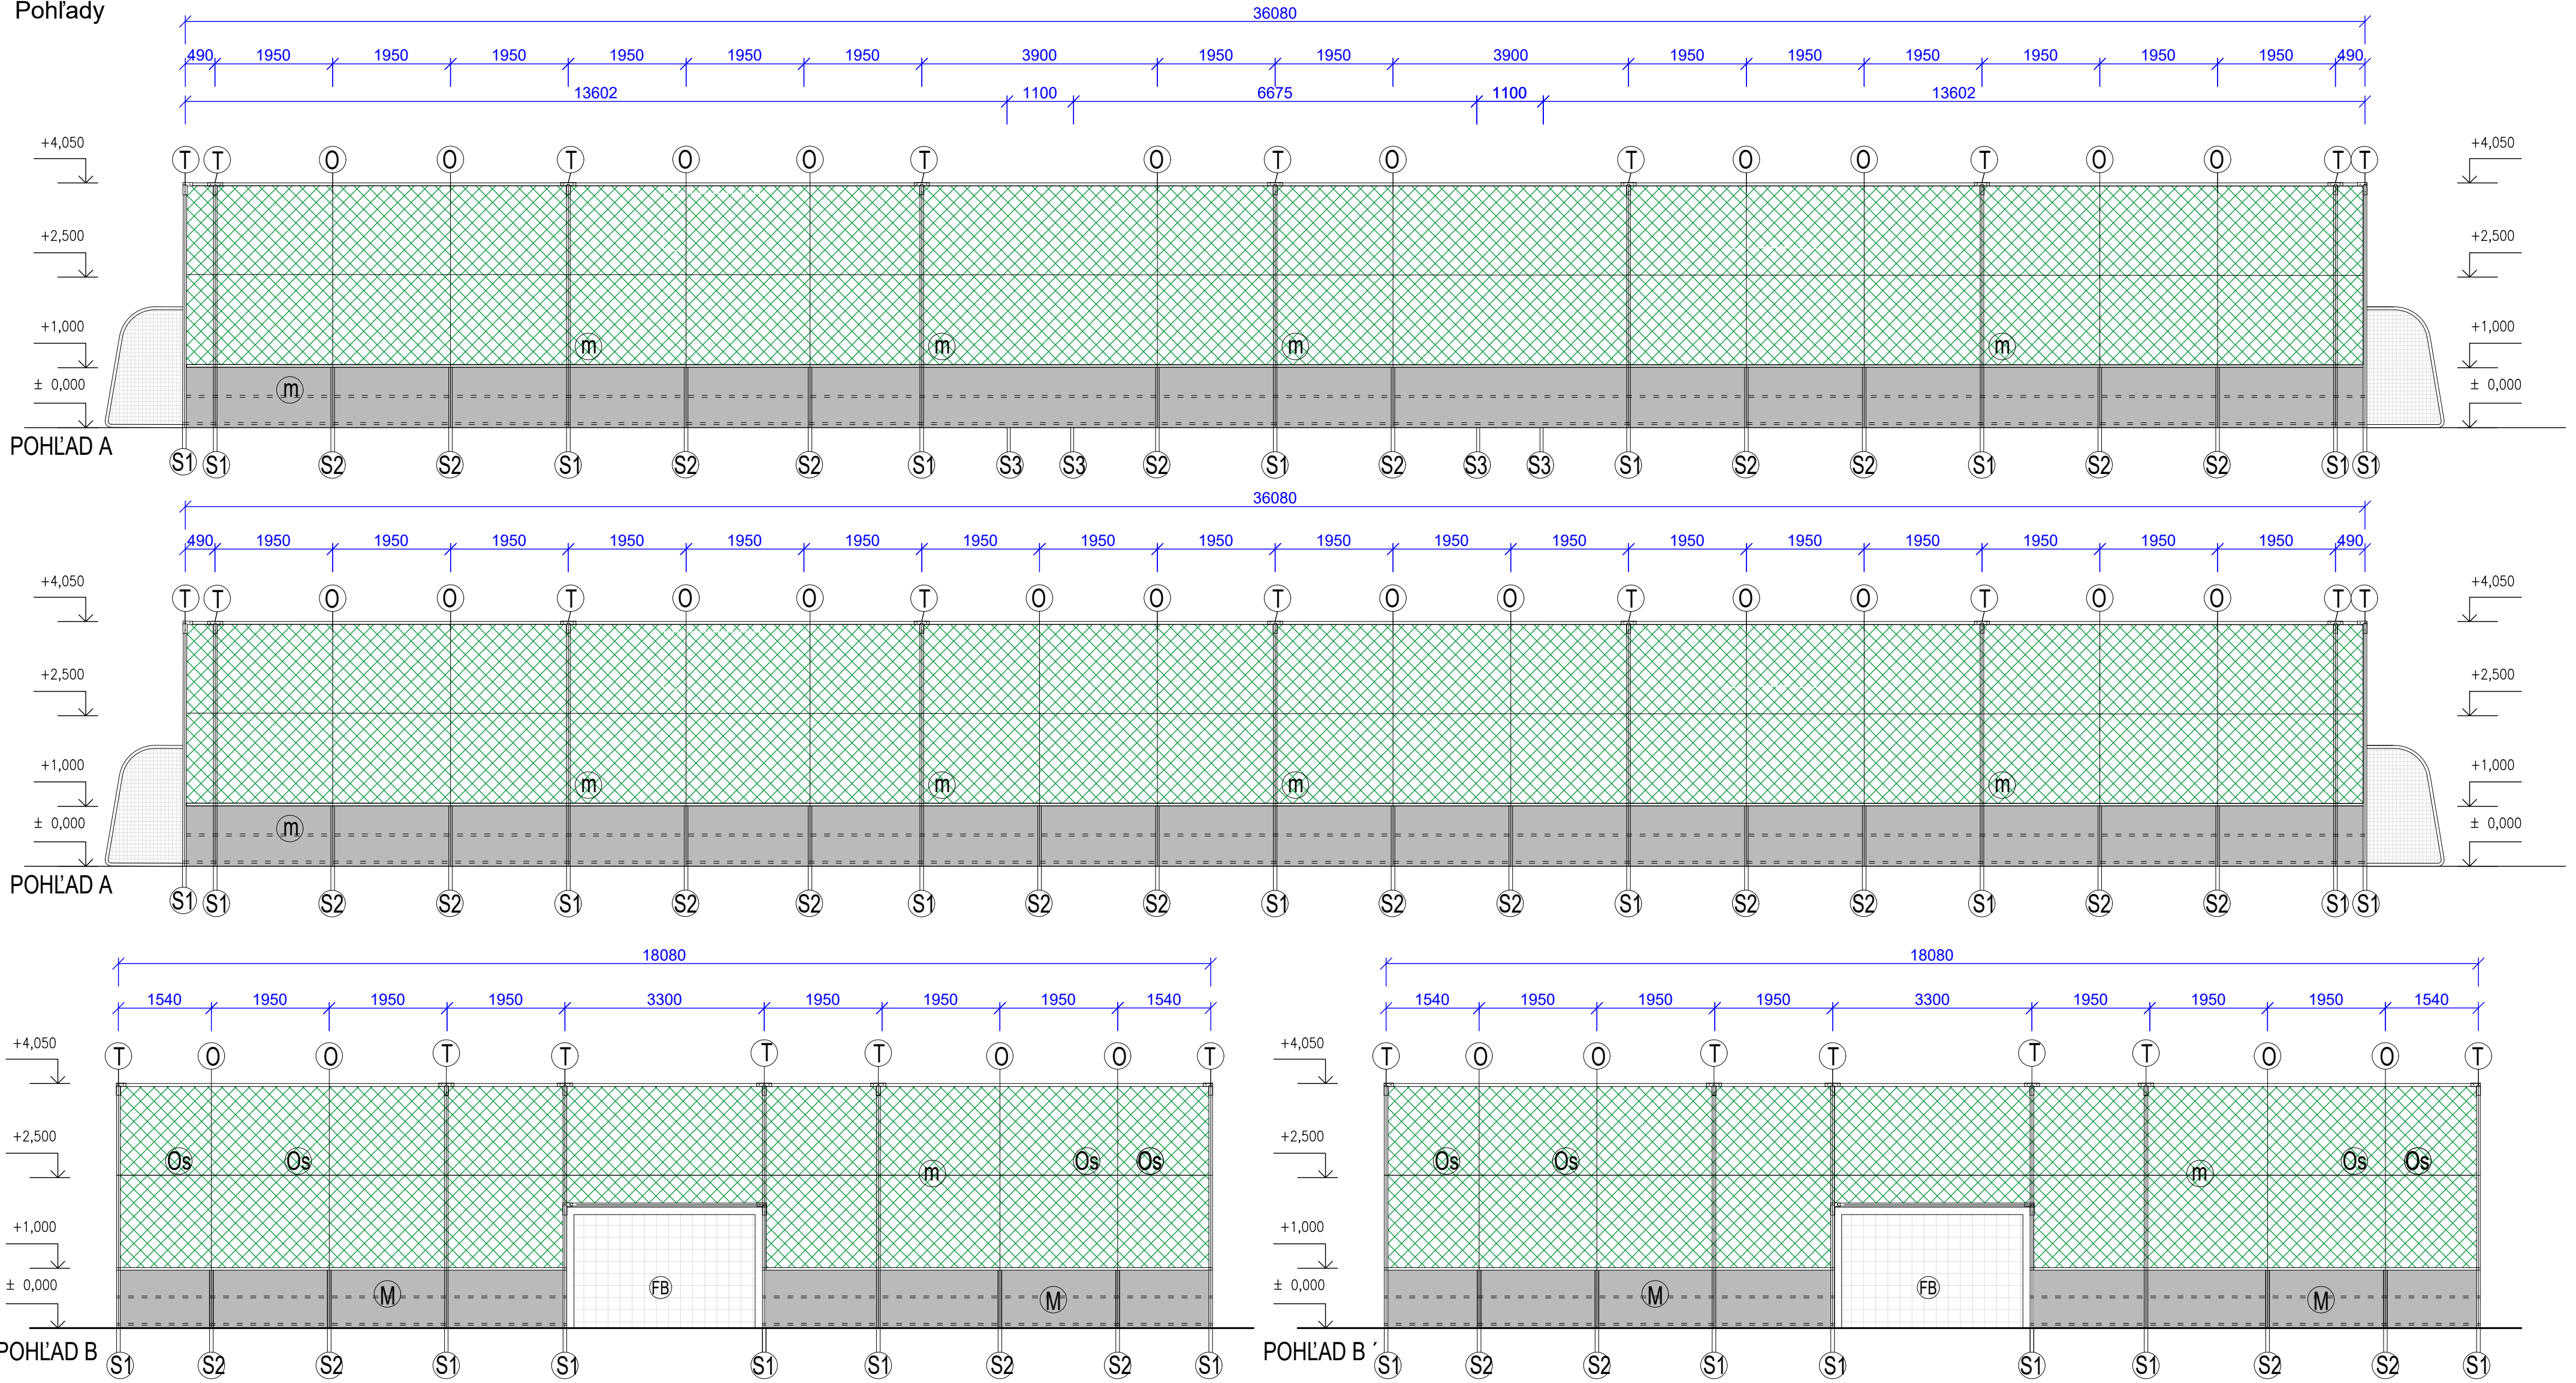 Pohľady
36080
490 1950 1950 1950 1950 1950 1950 3900 1950 1950 3900 1950 1950 1950 1950 1950 1950 490
13602 1100 6675 1100 13602
+4,050 T T O O T O O T O T O T O O T O O T T +4,050
+2,500 +2,500
+1,000 m m m m +1,000
± 0,000 m ± 0,000
POHĽAD A
S1 S1 S2 S2 S1 S2 S2 S1 S3 S3 S2 S1 S2 S3 S3 S1 S2 S2 S1 S2 S2 S1 S1
36080
490 1950 1950 1950 1950 1950 1950 1950 1950 1950 1950 1950 1950 1950 1950 1950 1950 1950 1950 490
+4,050 T T O O T O O T O O T O O T O O T O O T T +4,050
+2,500 +2,500
+1,000 m m m m +1,000
± 0,000 m ± 0,000
POHĽAD A
S1 S1 S2 S2 S1 S2 S2 S1 S2 S2 S1 S2 S2 S1 S2 S2 S1 S2 S2 S1 S1
18080
1540 1950 1950 1950 3300 1950 1950 1950 1540
+4,050 T O O T T T T O O T
+2,500 Os Os m Os Os
+1,000
± 0,000 M FB M
POHĽAD B
S1 S2 S2 S1 S1 S1 S1 S2 S2 S1
18080
1540 1950 1950 1950 3300 1950 1950 1950 1540
+4,050 T O O T T T T O O T
+2,500 Os Os m Os Os
+1,000
± 0,000 M FB M
POHĽAD B ´
S1 S2 S2 S1 S1 S1 S1 S2 S2 S1